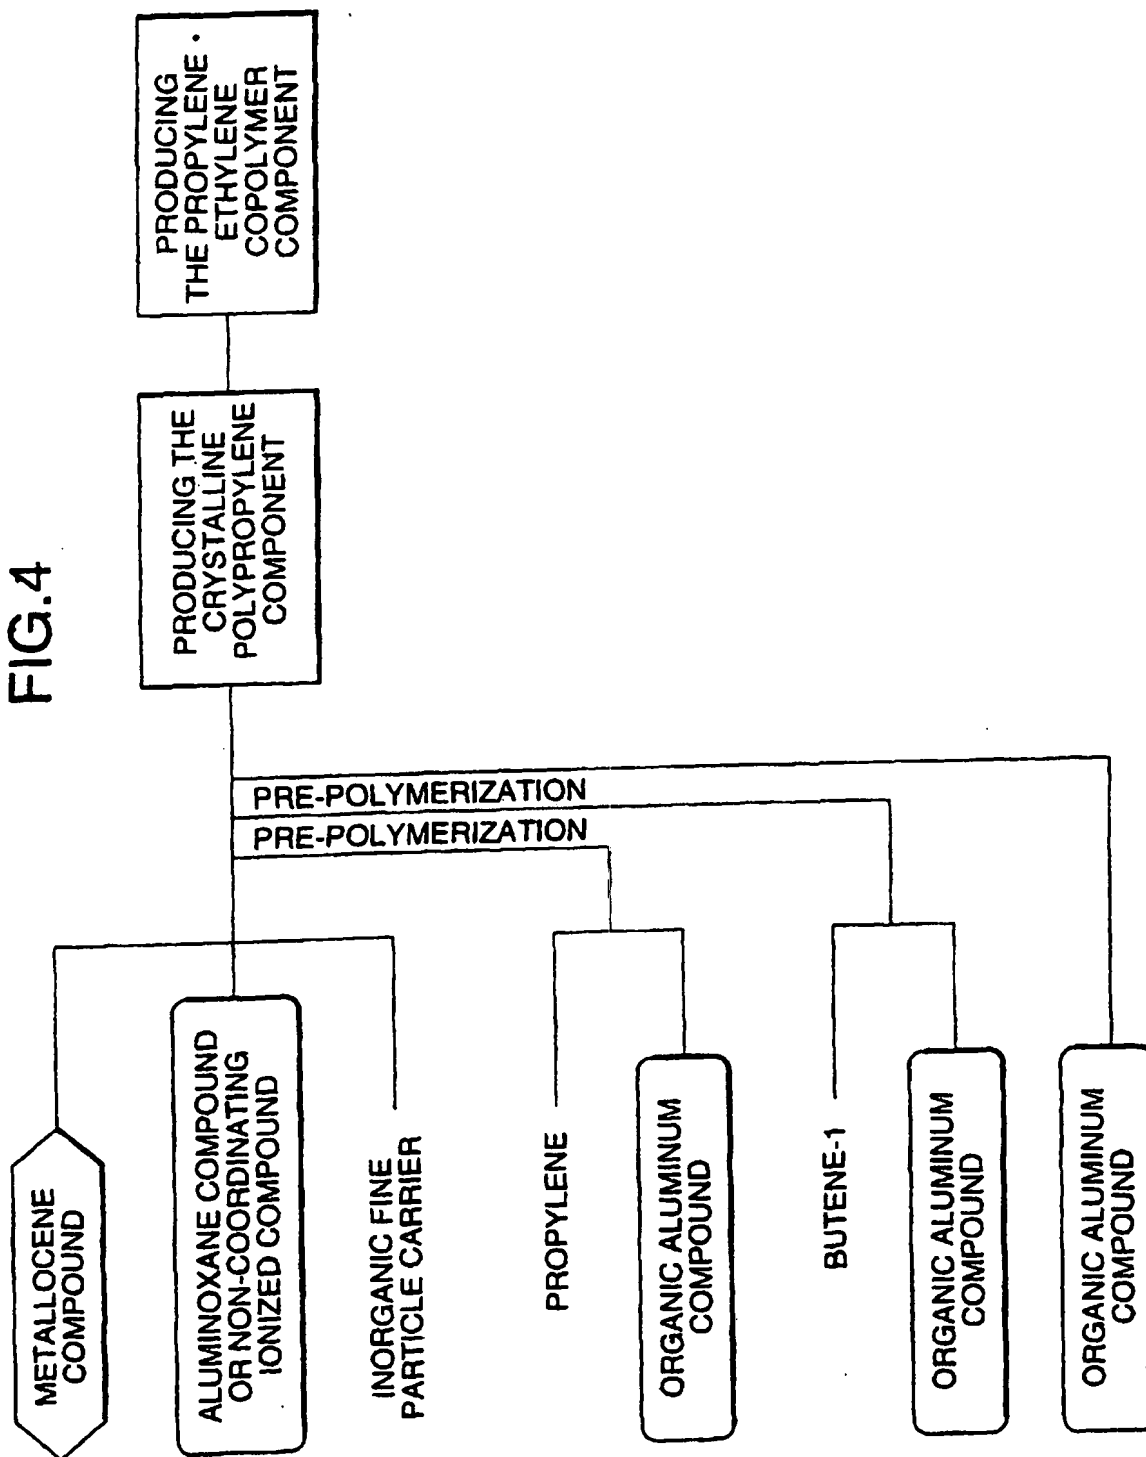 FIG.4
METALLOCENE
COMPOUND
ALUMINOXANE COMPOUND
OR NON-COORDINATING
IONIZED COMPOUND
INORGANIC FINE
PARTICLE CARRIER
PROPYLENE
ORGANIC ALUMINUM
COMPOUND
BUTENE-1
ORGANIC ALUMINUM
COMPOUND
ORGANIC ALUMINUM
COMPOUND
PRE-POLYMERIZATION
PRE-POLYMERIZATION
PRODUCING THE
CRYSTALLINE
POLYPROPYLENE
COMPONENT
PRODUCING
THE PROPYLENE ·
ETHYLENE
COPOLYMER
COMPONENT